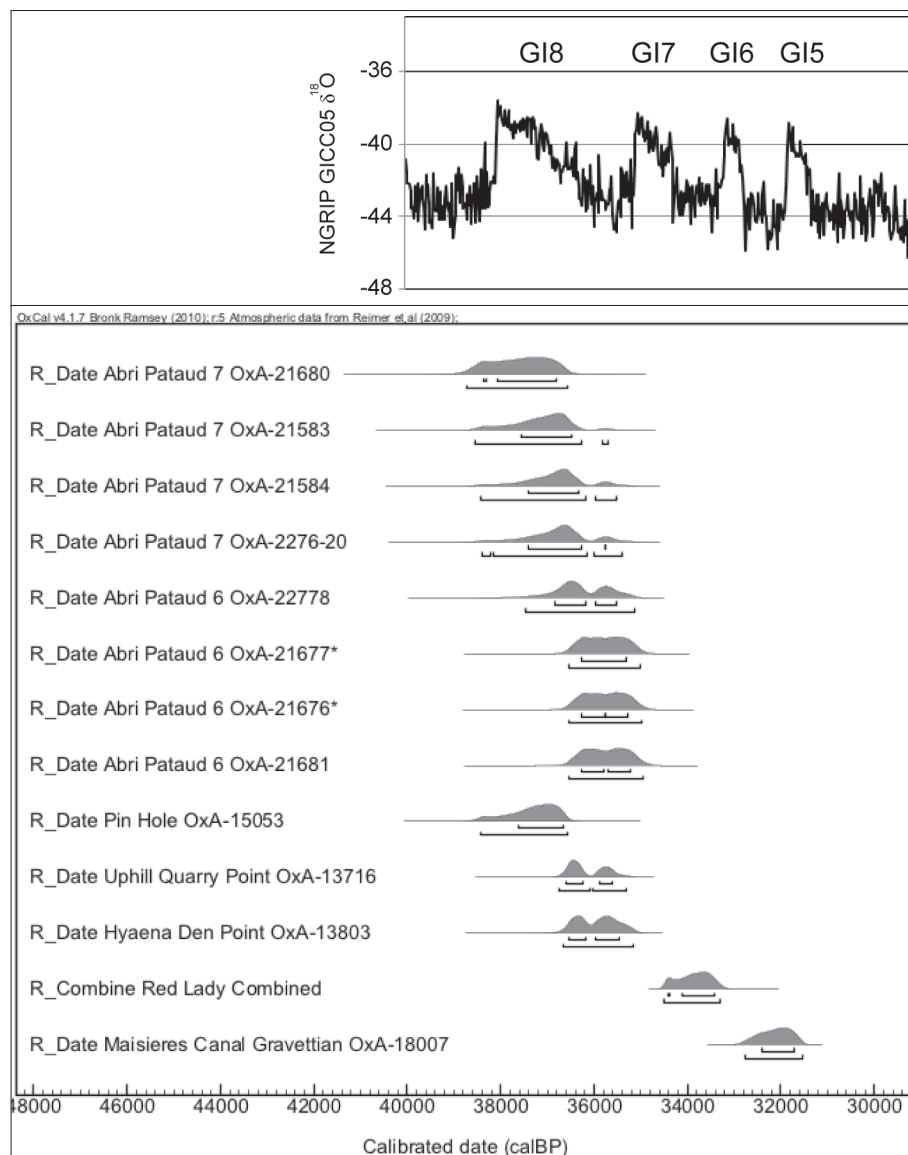 GI8 GI7 GI6 GI5
NGRIP GICC05 δ18O
-36
-40
-44
-48
OxCal v4.1.7 Bronk Ramsey (2010); r:5 Atmospheric data from Reimer et al (2009);
R_Date Abri Pataud 7 OxA-21680
R_Date Abri Pataud 7 OxA-21583
R_Date Abri Pataud 7 OxA-21584
R_Date Abri Pataud 7 OxA-2276-20
R_Date Abri Pataud 6 OxA-22778
R_Date Abri Pataud 6 OxA-21677*
R_Date Abri Pataud 6 OxA-21676*
R_Date Abri Pataud 6 OxA-21681
R_Date Pin Hole OxA-15053
R_Date Uphill Quarry Point OxA-13716
R_Date Hyaena Den Point OxA-13803
R_Combine Red Lady Combined
R_Date Maisieres Canal Gravettian OxA-18007
48000 46000 44000 42000 40000 38000 36000 34000 32000 30000
Calibrated date (calBP)